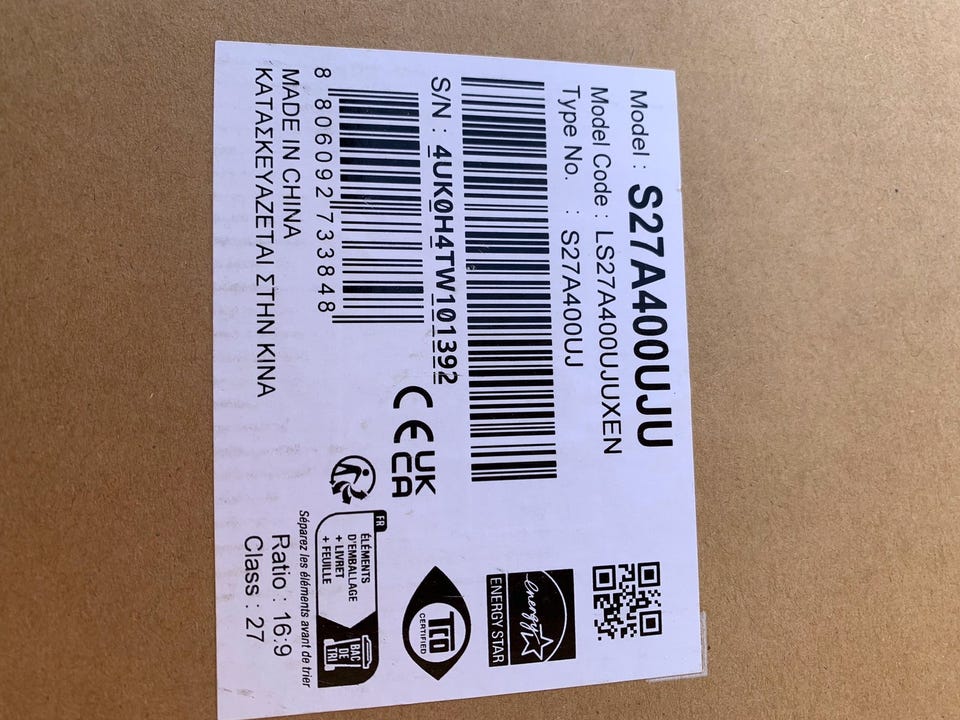 Model : S27A400UJU
Model Code : LS27A400UJUXEN
Type No. : S27A400UJ
S/N : 4UK0H4TW101392
8 806092 733848
MADE IN CHINA
ΚΑΤΑΣΚΕΥΑΖΕΤΑΙ ΣΤΗΝ ΚΙΝΑ
CE
UK
CA
energy
ENERGY STAR
TCO
CERTIFIED
FR
ÉLÉMENTS
D'EMBALLAGE
+ LIVRET
+ FEUILLE
BAC
DE
TRI
Séparez les éléments avant de trier
Ratio : 16:9
Class : 27